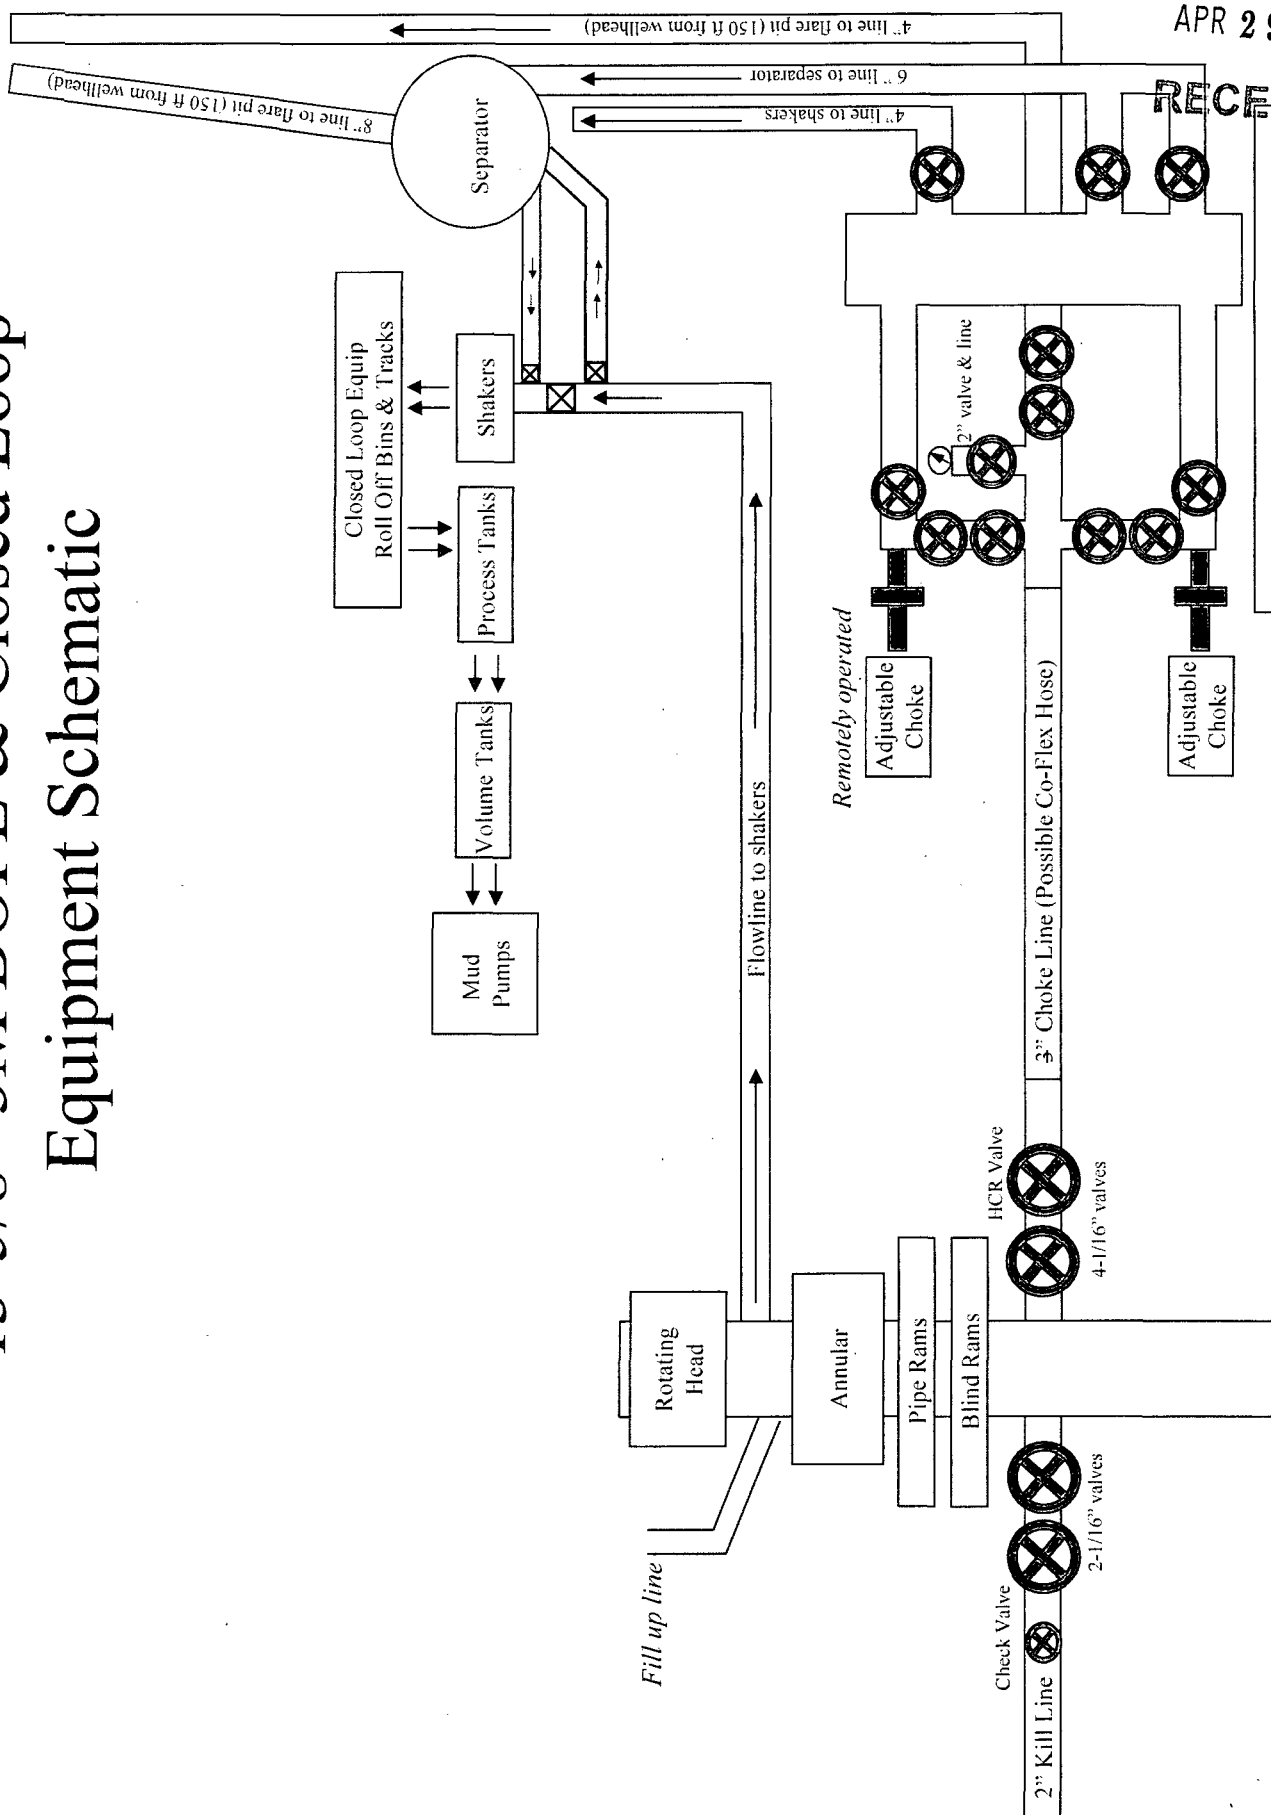 Equipment Schematic
APR 2
4" line to flare pit (150 ft from wellhead)
8" line to flare pit (150 ft from wellhead)
6" line to separator
4" line to shakers
Separator
Closed Loop Equip
Roll Off Bins & Tracks
Shakers
Process Tanks
Volume Tanks
Mud
Pumps
Flowline to shakers
2" valve & line
Remotely operated
Adjustable
Choke
Adjustable
Choke
3" Choke Line (Possible Co-Flex Hose)
HCR Valve
4-1/16" valves
Rotating
Head
Annular
Pipe Rams
Blind Rams
Fill up line
2-1/16" valves
Check Valve
2" Kill Line